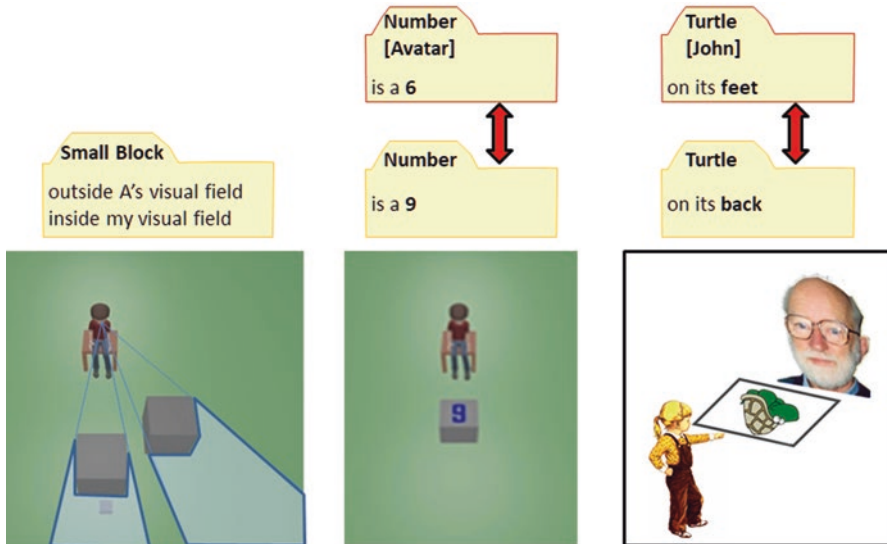 Small Block
outside A's visual field
inside my visual field
Number
[Avatar]
is a 6
Number
is a 9
9
Turtle
[John]
on its feet
Turtle
on its back